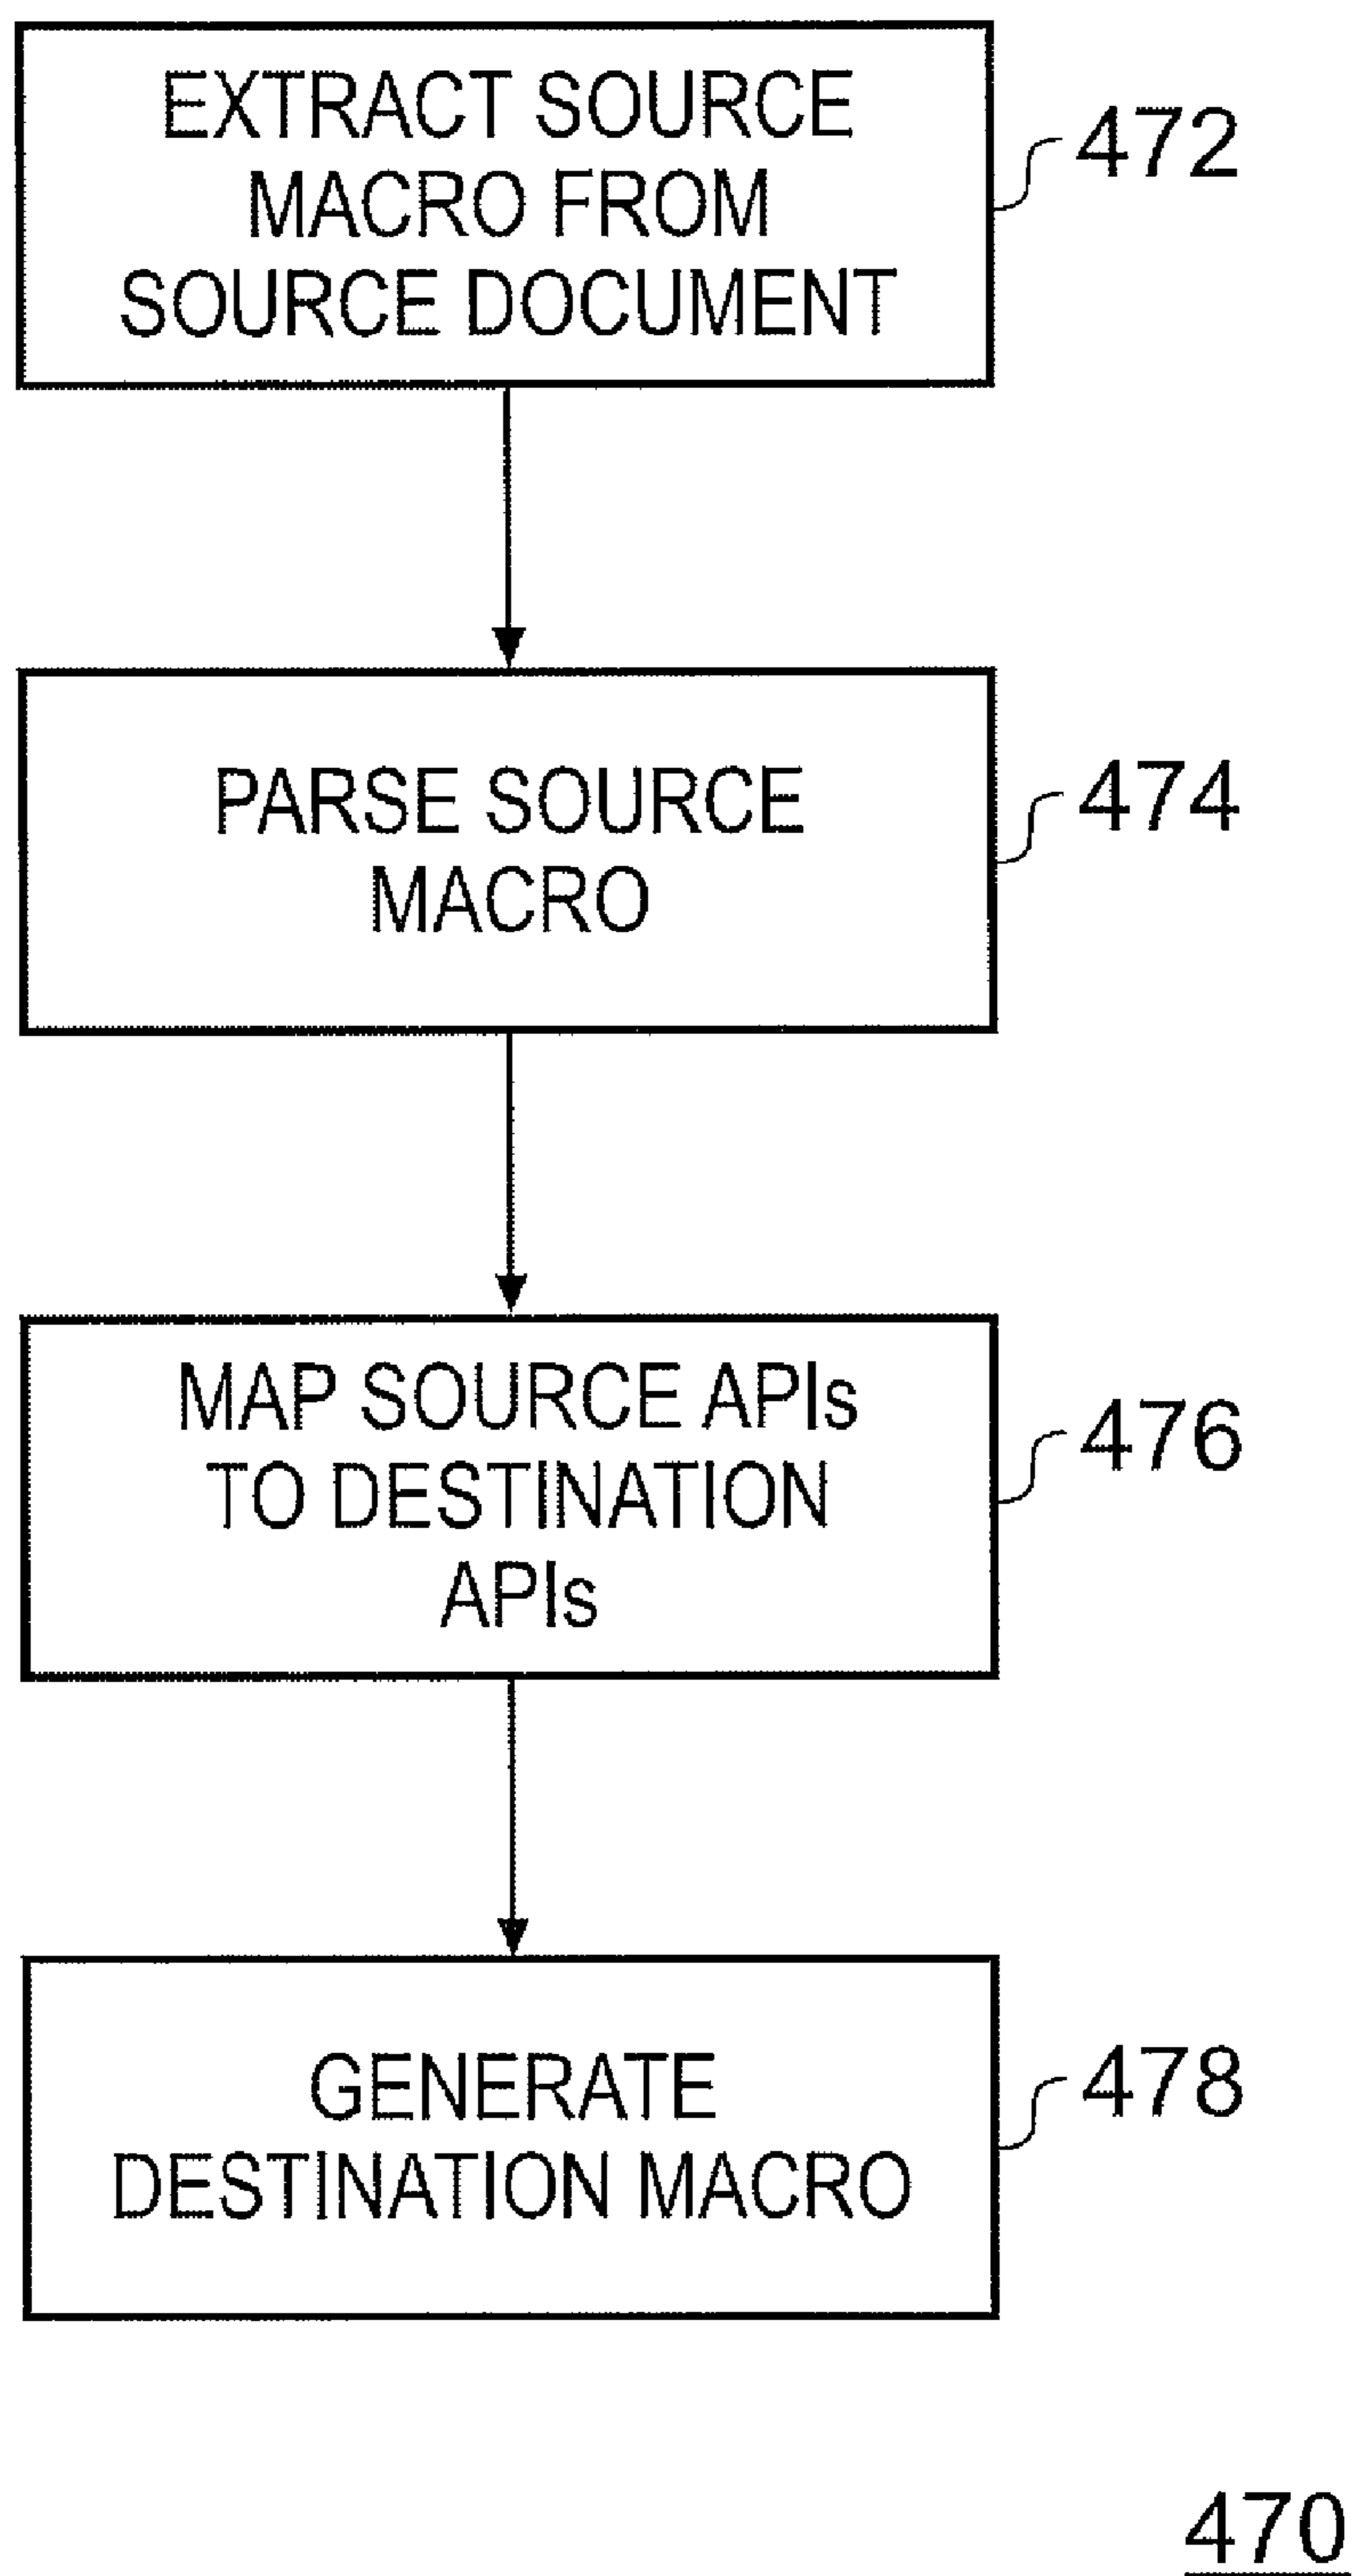 EXTRACT SOURCE
MACRO FROM
SOURCE DOCUMENT
472
PARSE SOURCE
MACRO
474
MAP SOURCE APIs
TO DESTINATION
APIs
476
GENERATE
DESTINATION MACRO
478
470